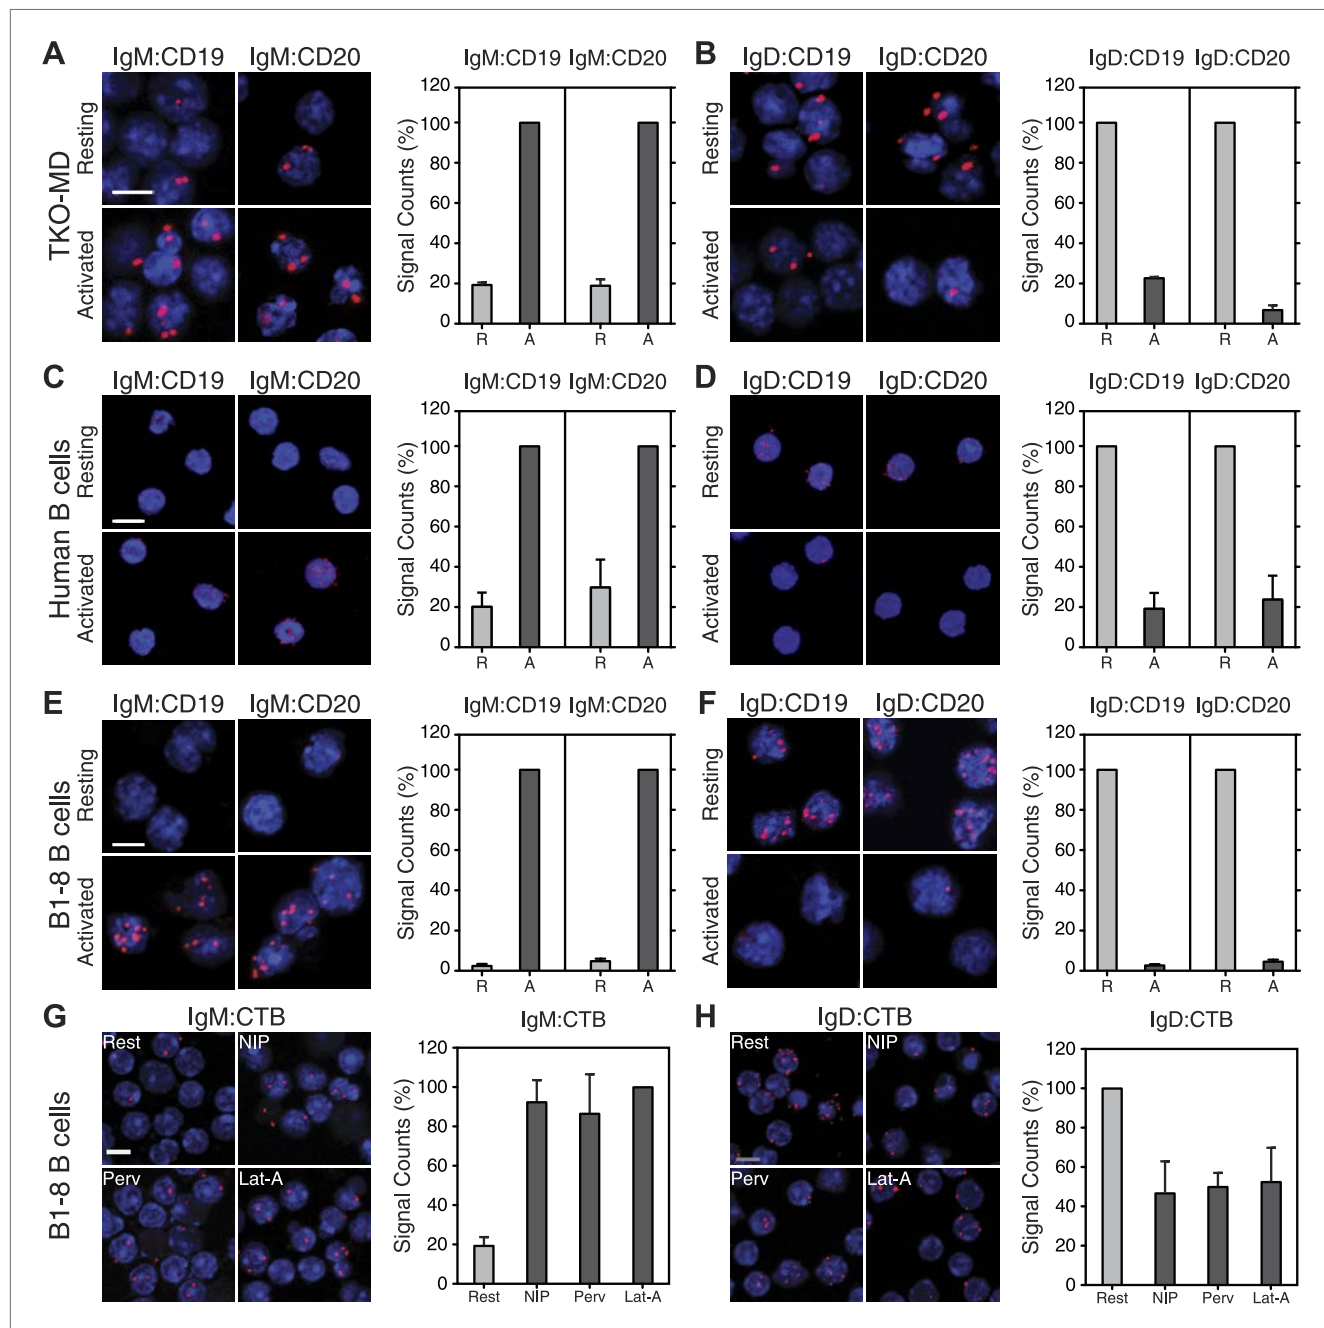 A IgM:CD19 IgM:CD20 IgM:CD19 IgM:CD20
TKO-MD
Resting
Activated
Signal Counts (%)
120
100
80
60
40
20
0
R A R A
B IgD:CD19 IgD:CD20 IgD:CD19 IgD:CD20
Resting
Activated
Signal Counts (%)
120
100
80
60
40
20
0
R A R A
C IgM:CD19 IgM:CD20 IgM:CD19 IgM:CD20
Human B cells
Resting
Activated
Signal Counts (%)
120
100
80
60
40
20
0
R A R A
D IgD:CD19 IgD:CD20 IgD:CD19 IgD:CD20
Resting
Activated
Signal Counts (%)
120
100
80
60
40
20
0
R A R A
E IgM:CD19 IgM:CD20 IgM:CD19 IgM:CD20
B1-8 B cells
Resting
Activated
Signal Counts (%)
120
100
80
60
40
20
0
R A R A
F IgD:CD19 IgD:CD20 IgD:CD19 IgD:CD20
Resting
Activated
Signal Counts (%)
120
100
80
60
40
20
0
R A R A
G IgM:CTB IgM:CTB
B1-8 B cells
Rest NIP
Perv Lat-A
Signal Counts (%)
120
100
80
60
40
20
0
Rest NIP Perv Lat-A
H IgD:CTB IgD:CTB
Rest NIP
Perv Lat-A
Signal Counts (%)
120
100
80
60
40
20
0
Rest NIP Perv Lat-A